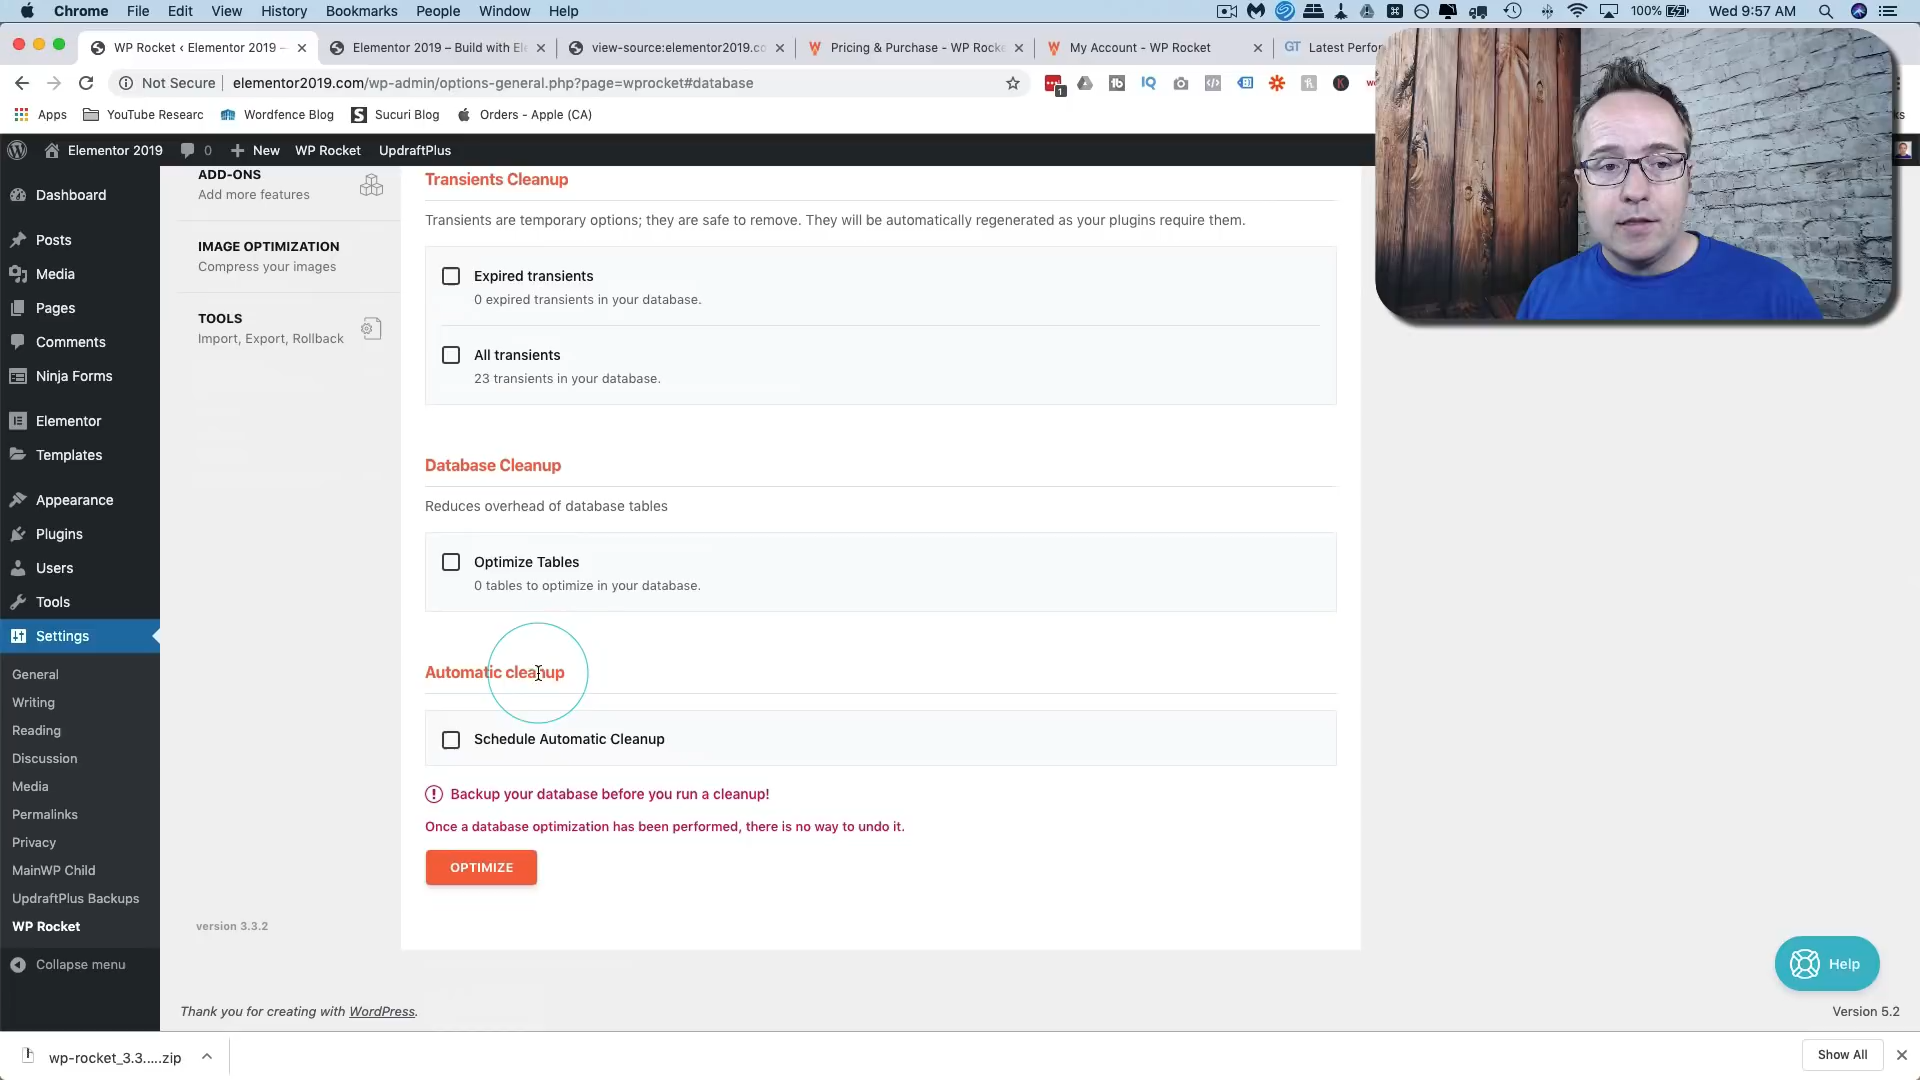 Chrome File Edit View History Bookmarks People Window Help 100% Wed 9:57 AM
WP Rocket ‹ Elementor 2019 –
Elementor 2019 – Build with Ele
view-source:elementor2019.co
Pricing & Purchase - WP Rocke
My Account - WP Rocket
GT Latest Perfor
Not Secure elementor2019.com/wp-admin/options-general.php?page=wprocket#database
Apps YouTube Researc Wordfence Blog Sucuri Blog Orders - Apple (CA)
Elementor 2019 0 New WP Rocket UpdraftPlus
Dashboard
Posts
Media
Pages
Comments
Ninja Forms
Elementor
Templates
Appearance
Plugins
Users
Tools
Settings
General
Writing
Reading
Discussion
Media
Permalinks
Privacy
MainWP Child
UpdraftPlus Backups
WP Rocket
Collapse menu
ADD-ONS
Add more features
IMAGE OPTIMIZATION
Compress your images
TOOLS
Import, Export, Rollback
version 3.3.2
Transients Cleanup
Transients are temporary options; they are safe to remove. They will be automatically regenerated as your plugins require them.
Expired transients
0 expired transients in your database.
All transients
23 transients in your database.
Database Cleanup
Reduces overhead of database tables
Optimize Tables
0 tables to optimize in your database.
Automatic cleanup
Schedule Automatic Cleanup
Backup your database before you run a cleanup!
Once a database optimization has been performed, there is no way to undo it.
OPTIMIZE
Help
Thank you for creating with WordPress.
Version 5.2
wp-rocket_3.3.....zip
Show All